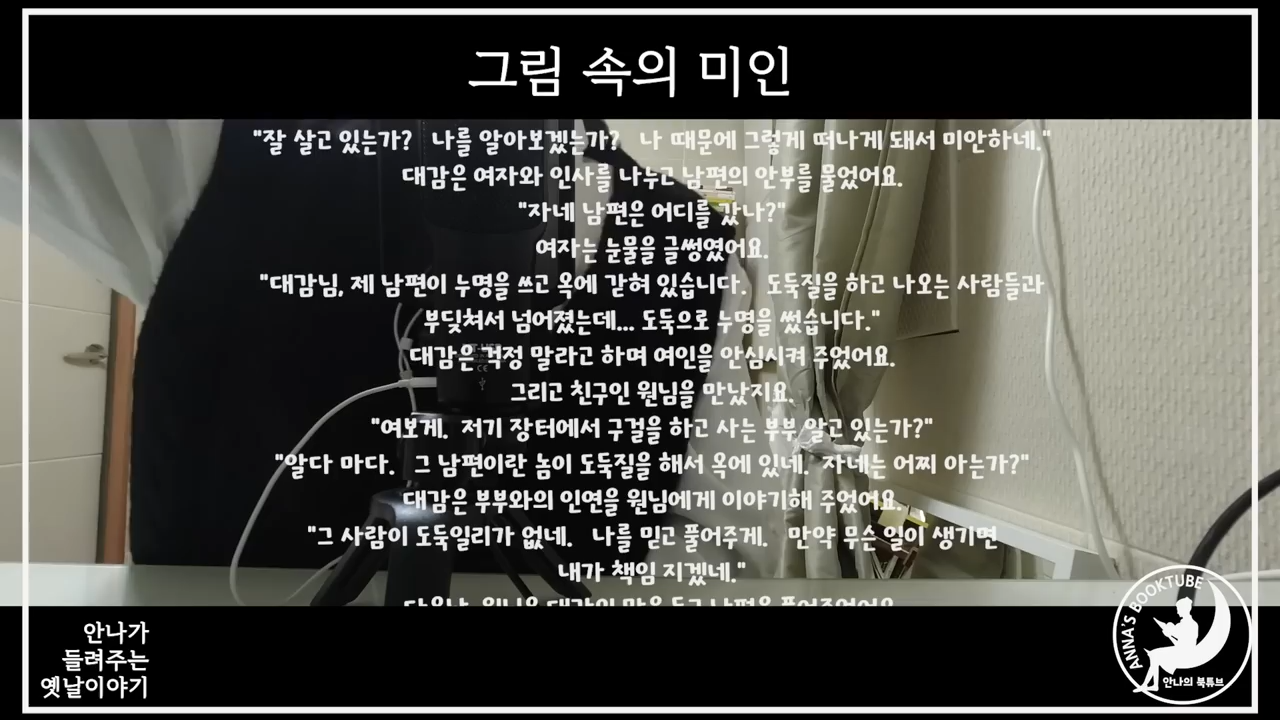 그림 속의 미인
"잘 살고 있는가? 나를 알아보겠는가? 나 때문에 그렇게 떠나게 돼서 미안하네."
대감은 여자와 인사를 나누고 남편의 안부를 물었어요.
"자네 남편은 어디를 갔나?"
여자는 눈물을 글썽였어요.
"대감님, 제 남편이 누명을 쓰고 옥에 갇혀 있습니다. 도둑질을 하고 나오는 사람들과
부딪쳐서 넘어졌는데... 도둑으로 누명을 썼습니다."
대감은 걱정 말라고 하며 여인을 안심시켜 주었어요.
그리고 친구인 원님을 만났지요.
"여보게. 저기 장터에서 구걸을 하고 사는 부부 알고 있는가?"
"알다 마다. 그 남편이란 놈이 도둑질을 해서 옥에 있네. 자네는 어찌 아는가?"
대감은 부부와의 인연을 원님에게 이야기해 주었어요.
"그 사람이 도둑일리가 없네. 나를 믿고 풀어주게. 만약 무슨 일이 생기면
내가 책임 지겠네."
안나가
들려주는
옛날이야기
ANNA'S BOOKTUBE
안나의 북튜브